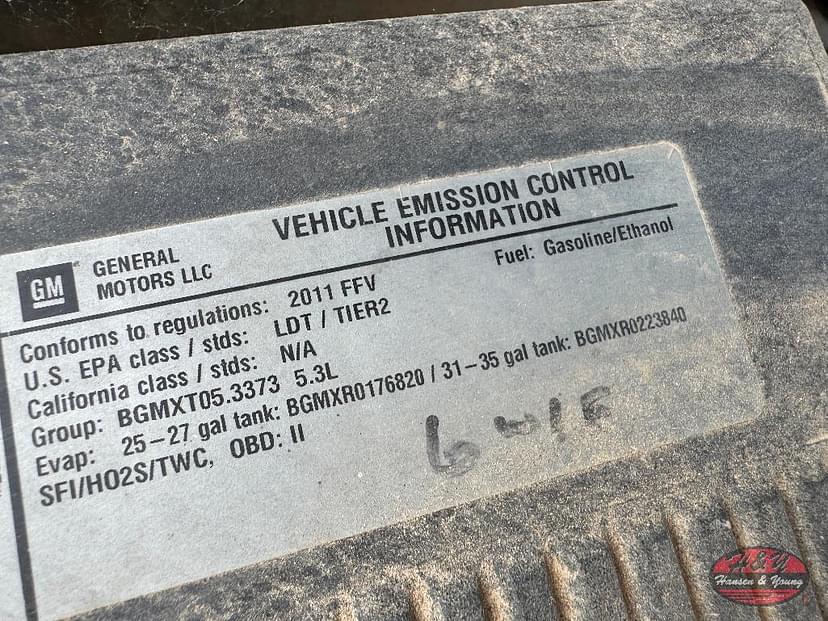 GM
GENERAL
MOTORS LLC
VEHICLE EMISSION CONTROL
INFORMATION
Conforms to regulations: 2011 FFV
Fuel: Gasoline/Ethanol
U.S. EPA class / stds: LDT / TIER2
California class / stds: N/A
Group: BGMXT05.3373 5.3L
Evap: 25-27 gal tank: BGMXR0176820 / 31-35 gal tank: BGMXR0223840
SFI/HO2S/TWC, OBD: II
H&Y
Hansen & Young